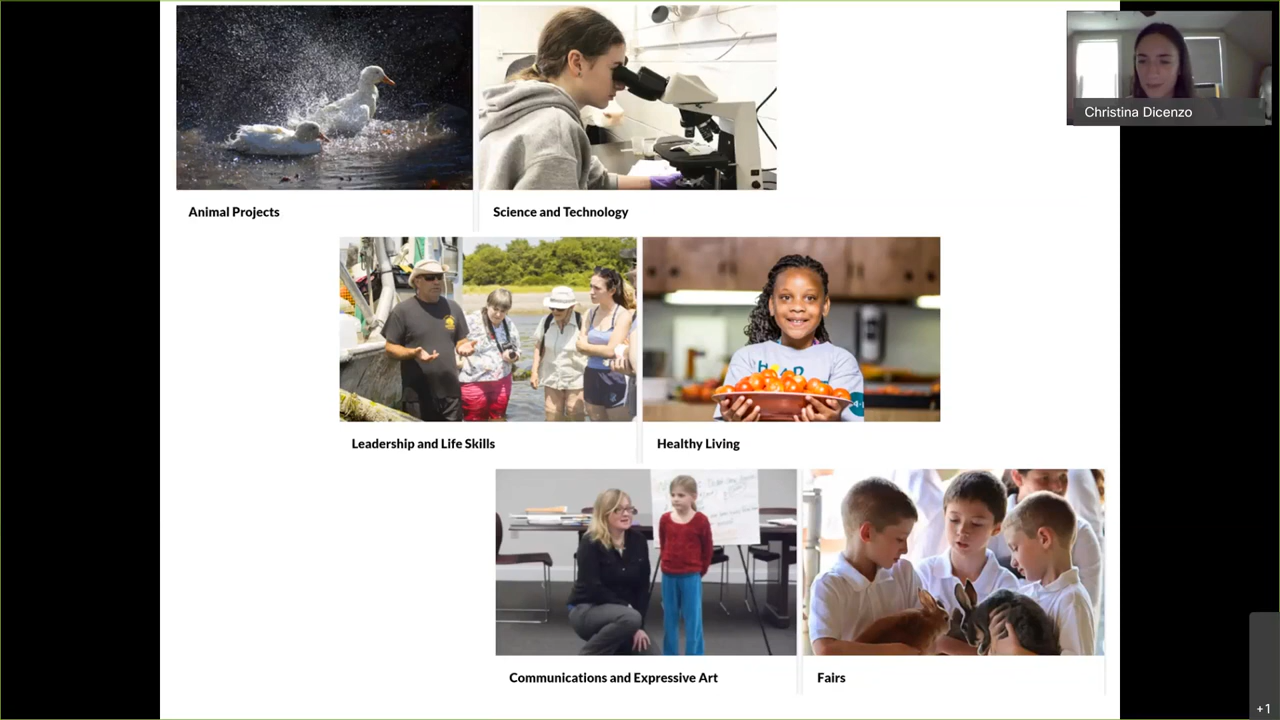 Christina Dicenzo
Animal Projects
Science and Technology
Leadership and Life Skills
Healthy Living
Communications and Expressive Art
Fairs
+1